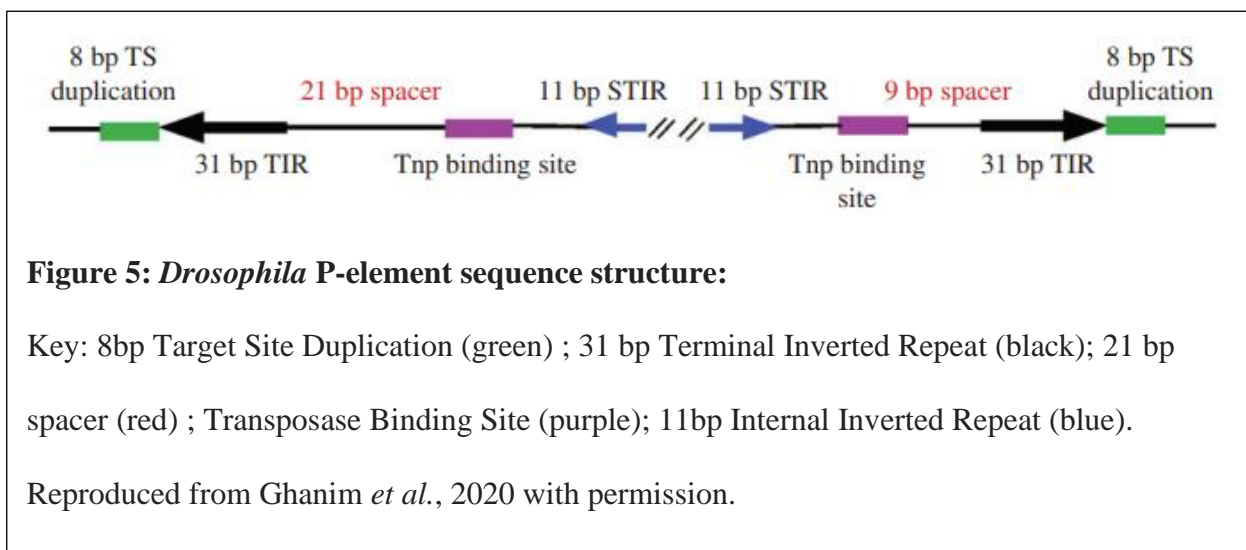 8 bp TS
duplication
21 bp spacer
11 bp STIR
11 bp STIR
9 bp spacer
8 bp TS
duplication
31 bp TIR
Tnp binding site
Tnp binding
site
31 bp TIR
Figure 5: Drosophila P-element sequence structure:
Key: 8bp Target Site Duplication (green) ; 31 bp Terminal Inverted Repeat (black); 21 bp
spacer (red) ; Transposase Binding Site (purple); 11bp Internal Inverted Repeat (blue).
Reproduced from Ghanim et al., 2020 with permission.